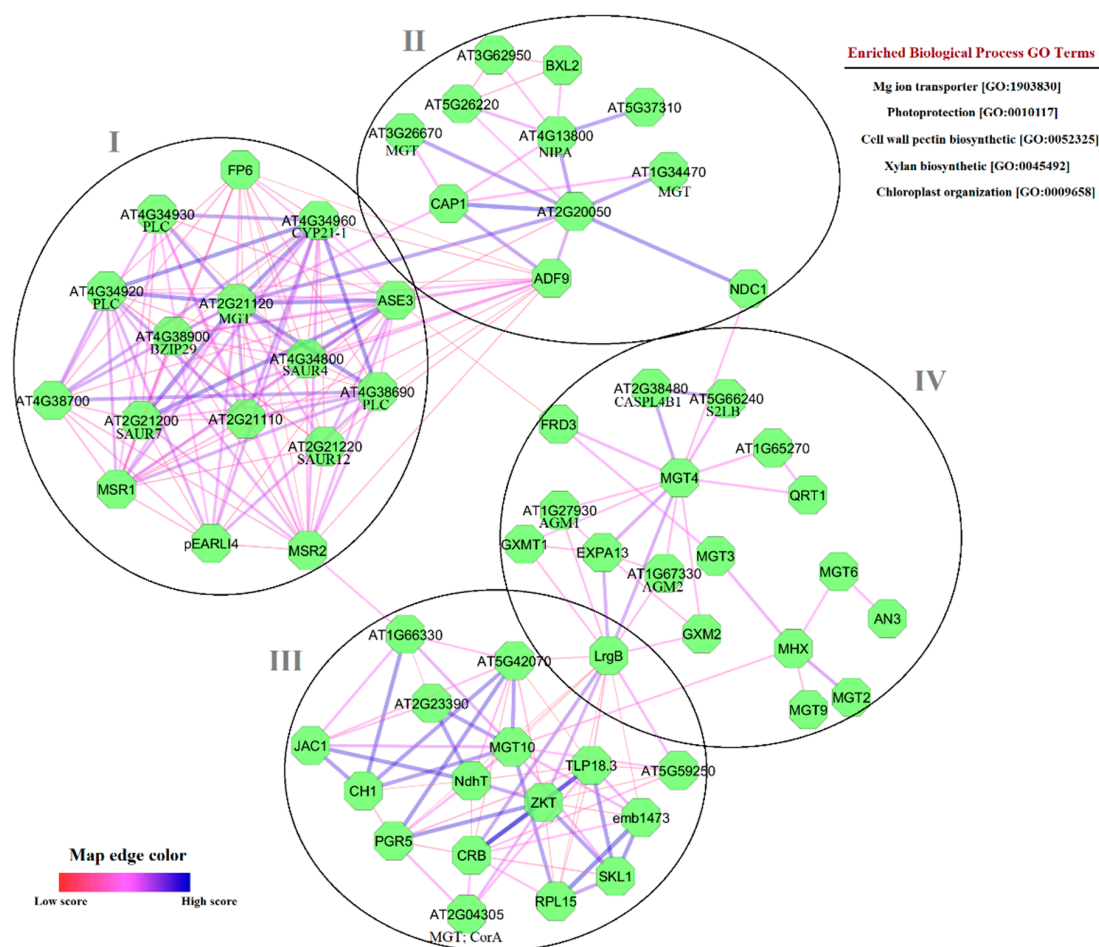 II
AT3G62950
BXL2
AT5G26220
AT5G37310
AT3G26670
MGT
AT4G13800
NIPA
AT1G34470
MGT
CAP1
AT2G20050
ADF9
NDC1
Enriched Biological Process GO Terms
Mg ion transporter [GO:1903830]
Photoprotection [GO:0010117]
Cell wall pectin biosynthetic [GO:0052325]
Xylan biosynthetic [GO:0045492]
Chloroplast organization [GO:0009658]
I
FP6
AT4G34930
PLC
AT4G34960
CYP21-1
AT4G34920
PLC
AT2G21120
MGT
ASE3
AT4G38900
BZIP29
AT4G34800
SAUR4
AT4G38700
AT4G38690
PLC
AT2G21200
SAUR7
AT2G21110
AT2G21220
SAUR12
MSR1
pEARLI4
MSR2
IV
AT2G38480
CASPL4B1
AT5G66240
S2LB
FRD3
AT1G65270
MGT4
QRT1
AT1G27930
AGM1
GXMT1
EXPA13
MGT3
AT1G67330
AGM2
MGT6
AN3
GXM2
LrgB
MHX
MGT9
MGT2
III
AT1G66330
AT5G42070
AT2G23390
JAC1
MGT10
CH1
NdhT
TLP18.3
AT5G59250
ZKT
emb1473
PGR5
CRB
SKL1
RPL15
AT2G04305
MGT; CorA
Map edge color
Low score
High score